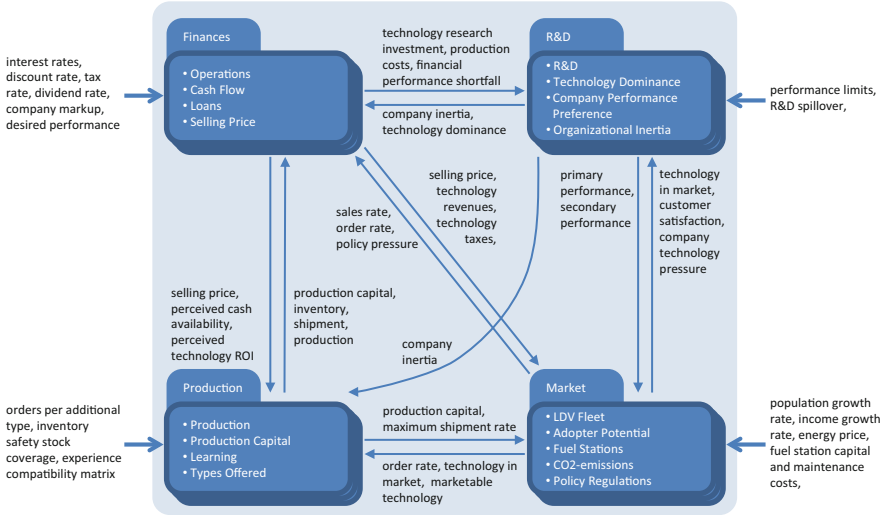 interest rates,
discount rate, tax
rate, dividend rate,
company markup,
desired performance
Finances
• Operations
• Cash Flow
• Loans
• Selling Price
technology research
investment, production
costs, financial
performance shortfall
company inertia,
technology dominance
R&D
• R&D
• Technology Dominance
• Company Performance
Preference
• Organizational Inertia
performance limits,
R&D spillover,
selling price,
technology
revenues,
technology
taxes,
sales rate,
order rate,
policy pressure
primary
performance,
secondary
performance
technology
in market,
customer
satisfaction,
company
technology
pressure
selling price,
perceived cash
availability,
perceived
technology ROI
production capital,
inventory,
shipment,
production
company
inertia
orders per additional
type, inventory
safety stock
coverage, experience
compatibility matrix
Production
• Production
• Production Capital
• Learning
• Types Offered
production capital,
maximum shipment rate
order rate, technology in
market, marketable
technology
Market
• LDV Fleet
• Adopter Potential
• Fuel Stations
• CO2-emissions
• Policy Regulations
population growth
rate, income growth
rate, energy price,
fuel station capital
and maintenance
costs,